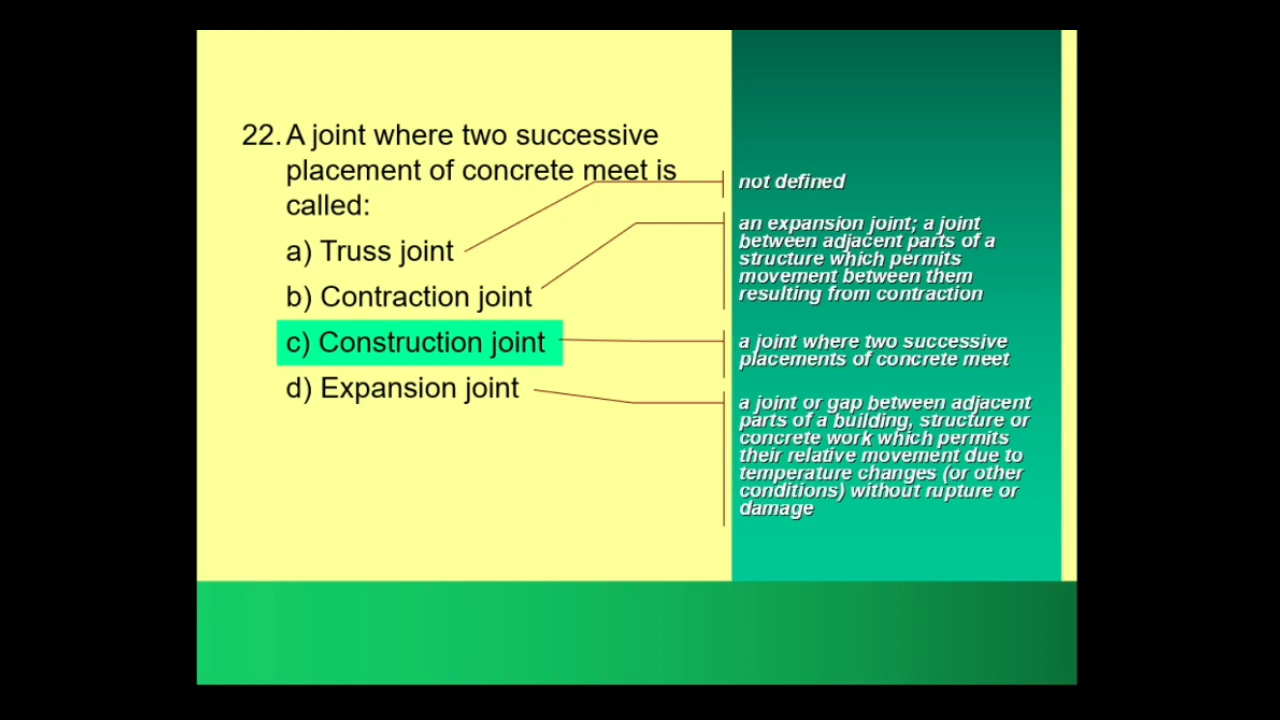 22. A joint where two successive
placement of concrete meet is
called:
a) Truss joint
b) Contraction joint
c) Construction joint
d) Expansion joint
not defined
an expansion joint; a joint
between adjacent parts of a
structure which permits
movement between them
resulting from contraction
a joint where two successive
placements of concrete meet
a joint or gap between adjacent
parts of a building, structure or
concrete work which permits
their relative movement due to
temperature changes (or other
conditions) without rupture or
damage